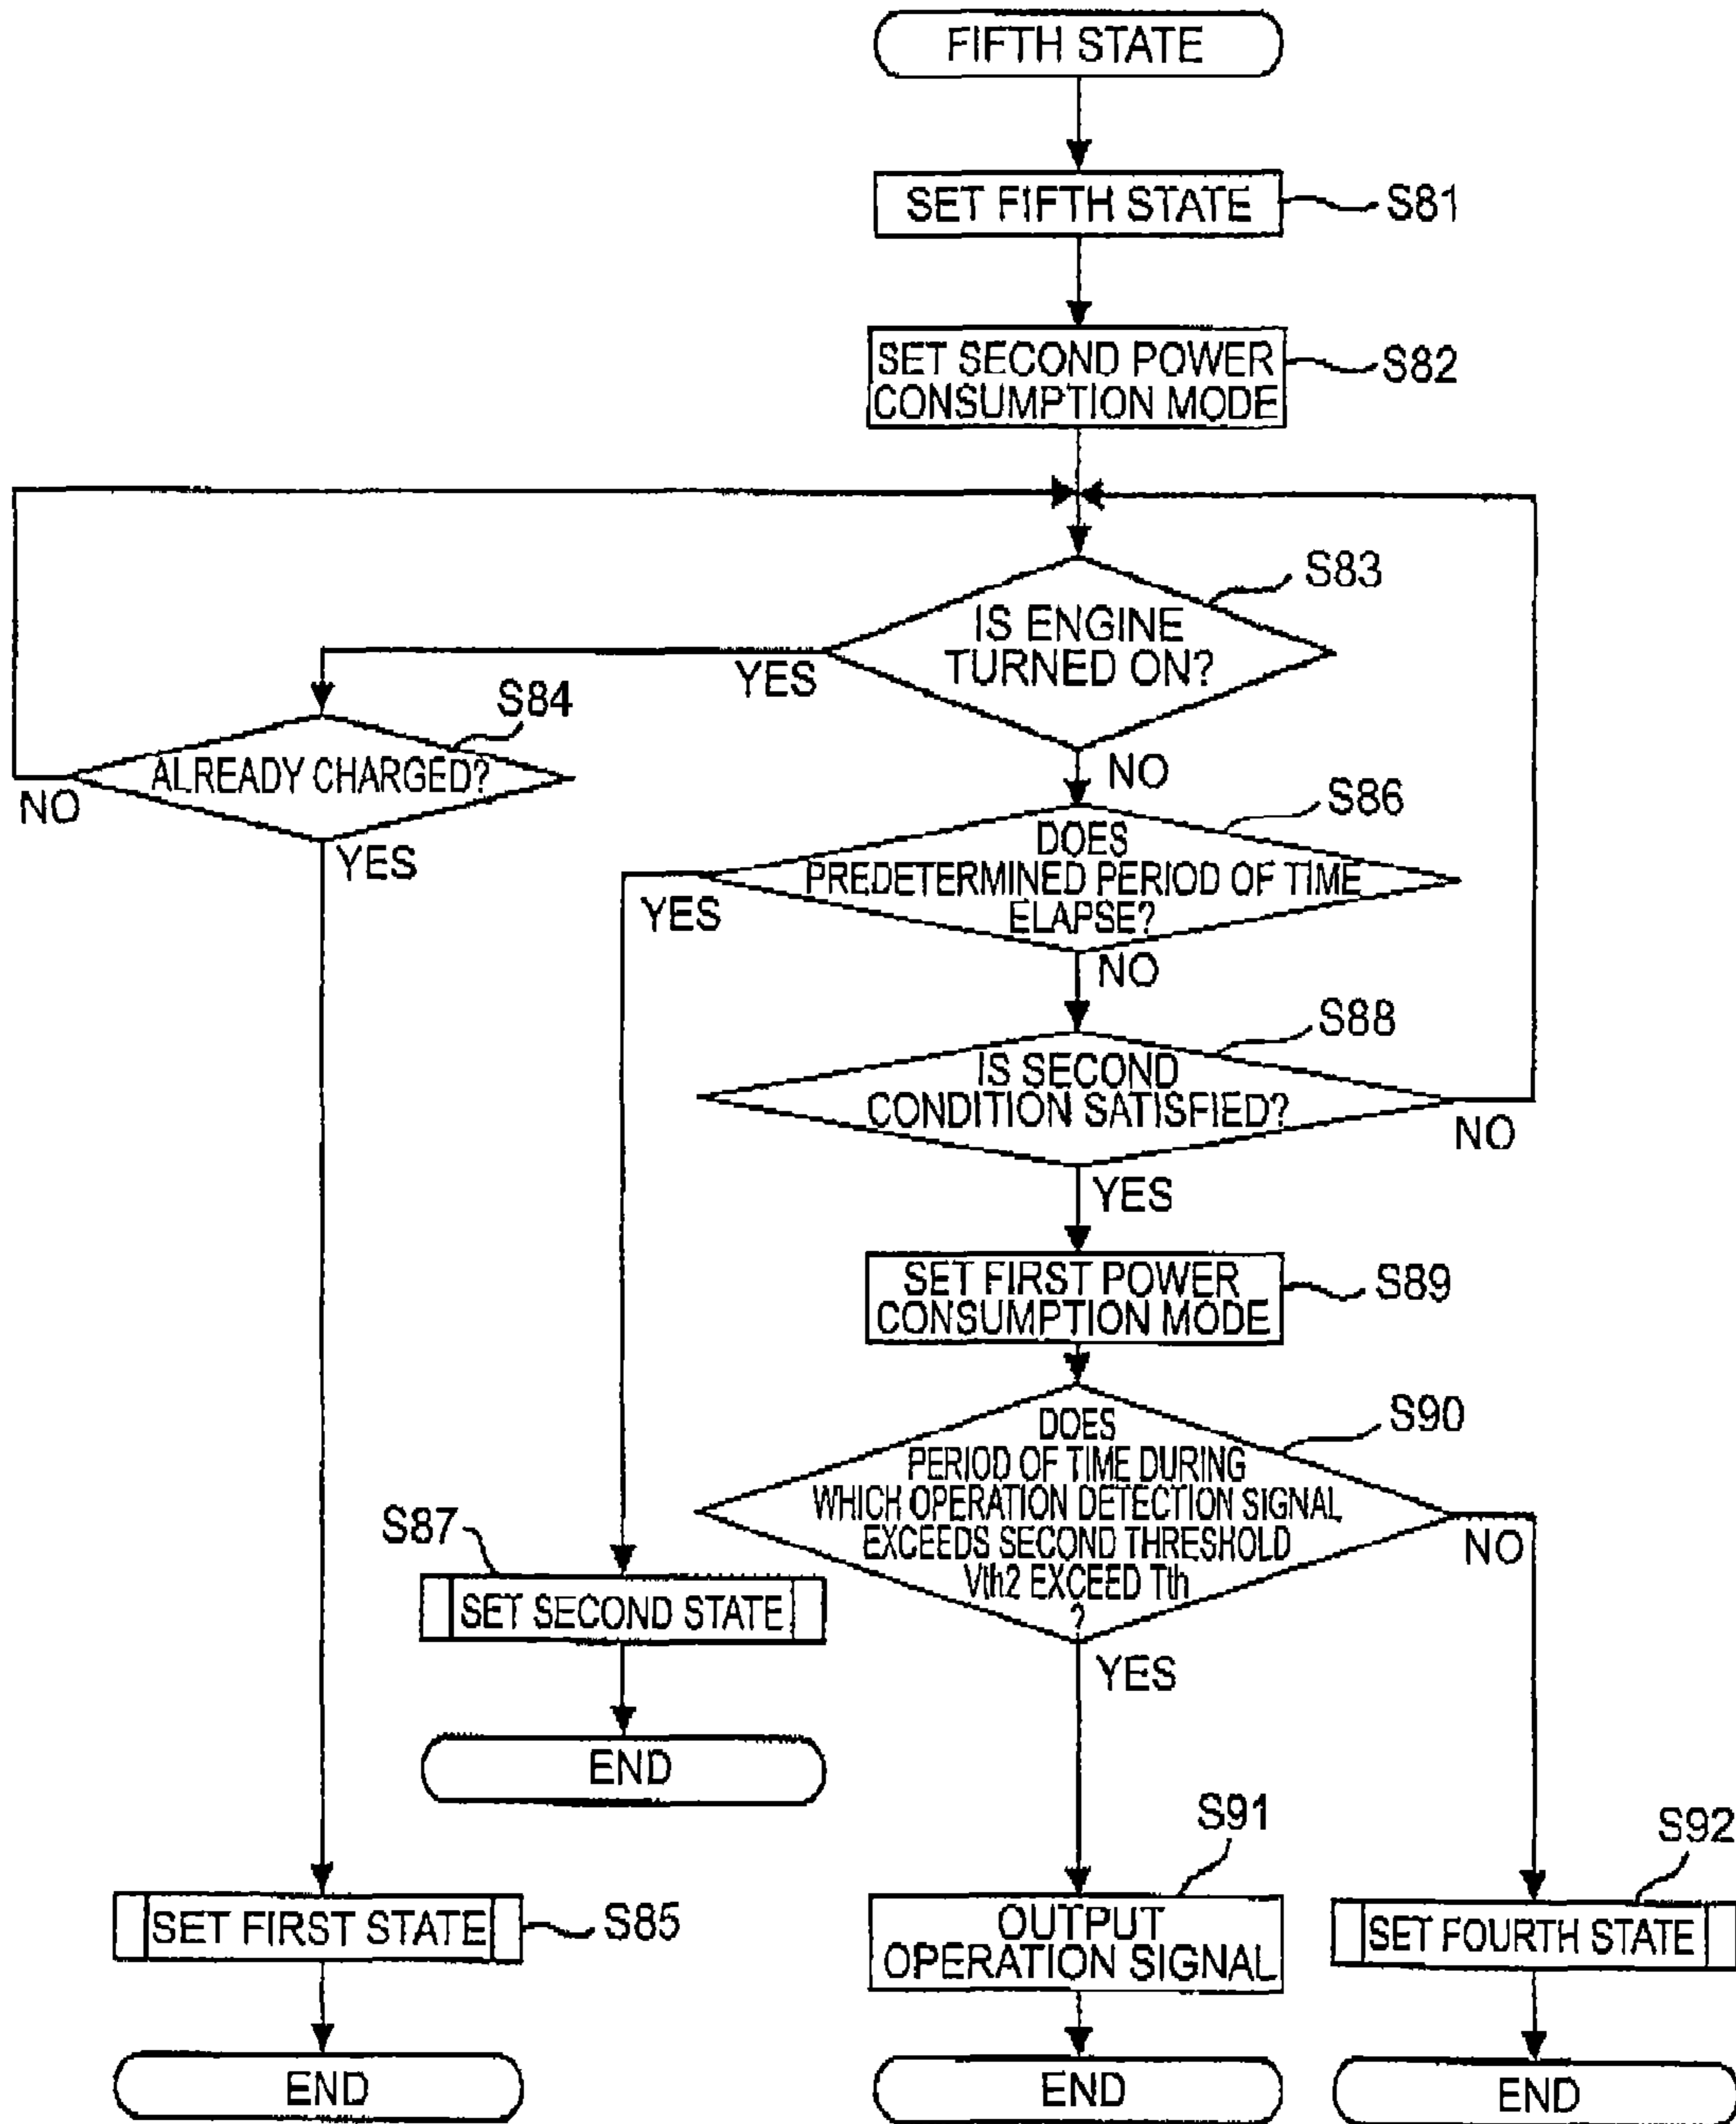 FIFTH STATE
SET FIFTH STATE
S81
SET SECOND POWER
CONSUMPTION MODE
S82
S83
IS ENGINE
TURNED ON?
YES
NO
S84
ALREADY CHARGED?
NO
YES
S86
DOES
PREDETERMINED PERIOD OF TIME
ELAPSE?
YES
NO
S88
IS SECOND
CONDITION SATISFIED?
NO
YES
SET FIRST POWER
CONSUMPTION MODE
S89
S90
DOES
PERIOD OF TIME DURING
WHICH OPERATION DETECTION SIGNAL
EXCEEDS SECOND THRESHOLD
Vth2 EXCEED Tth
?
NO
YES
S87
SET SECOND STATE
END
S91
S92
SET FIRST STATE
S85
OUTPUT
OPERATION SIGNAL
SET FOURTH STATE
END
END
END